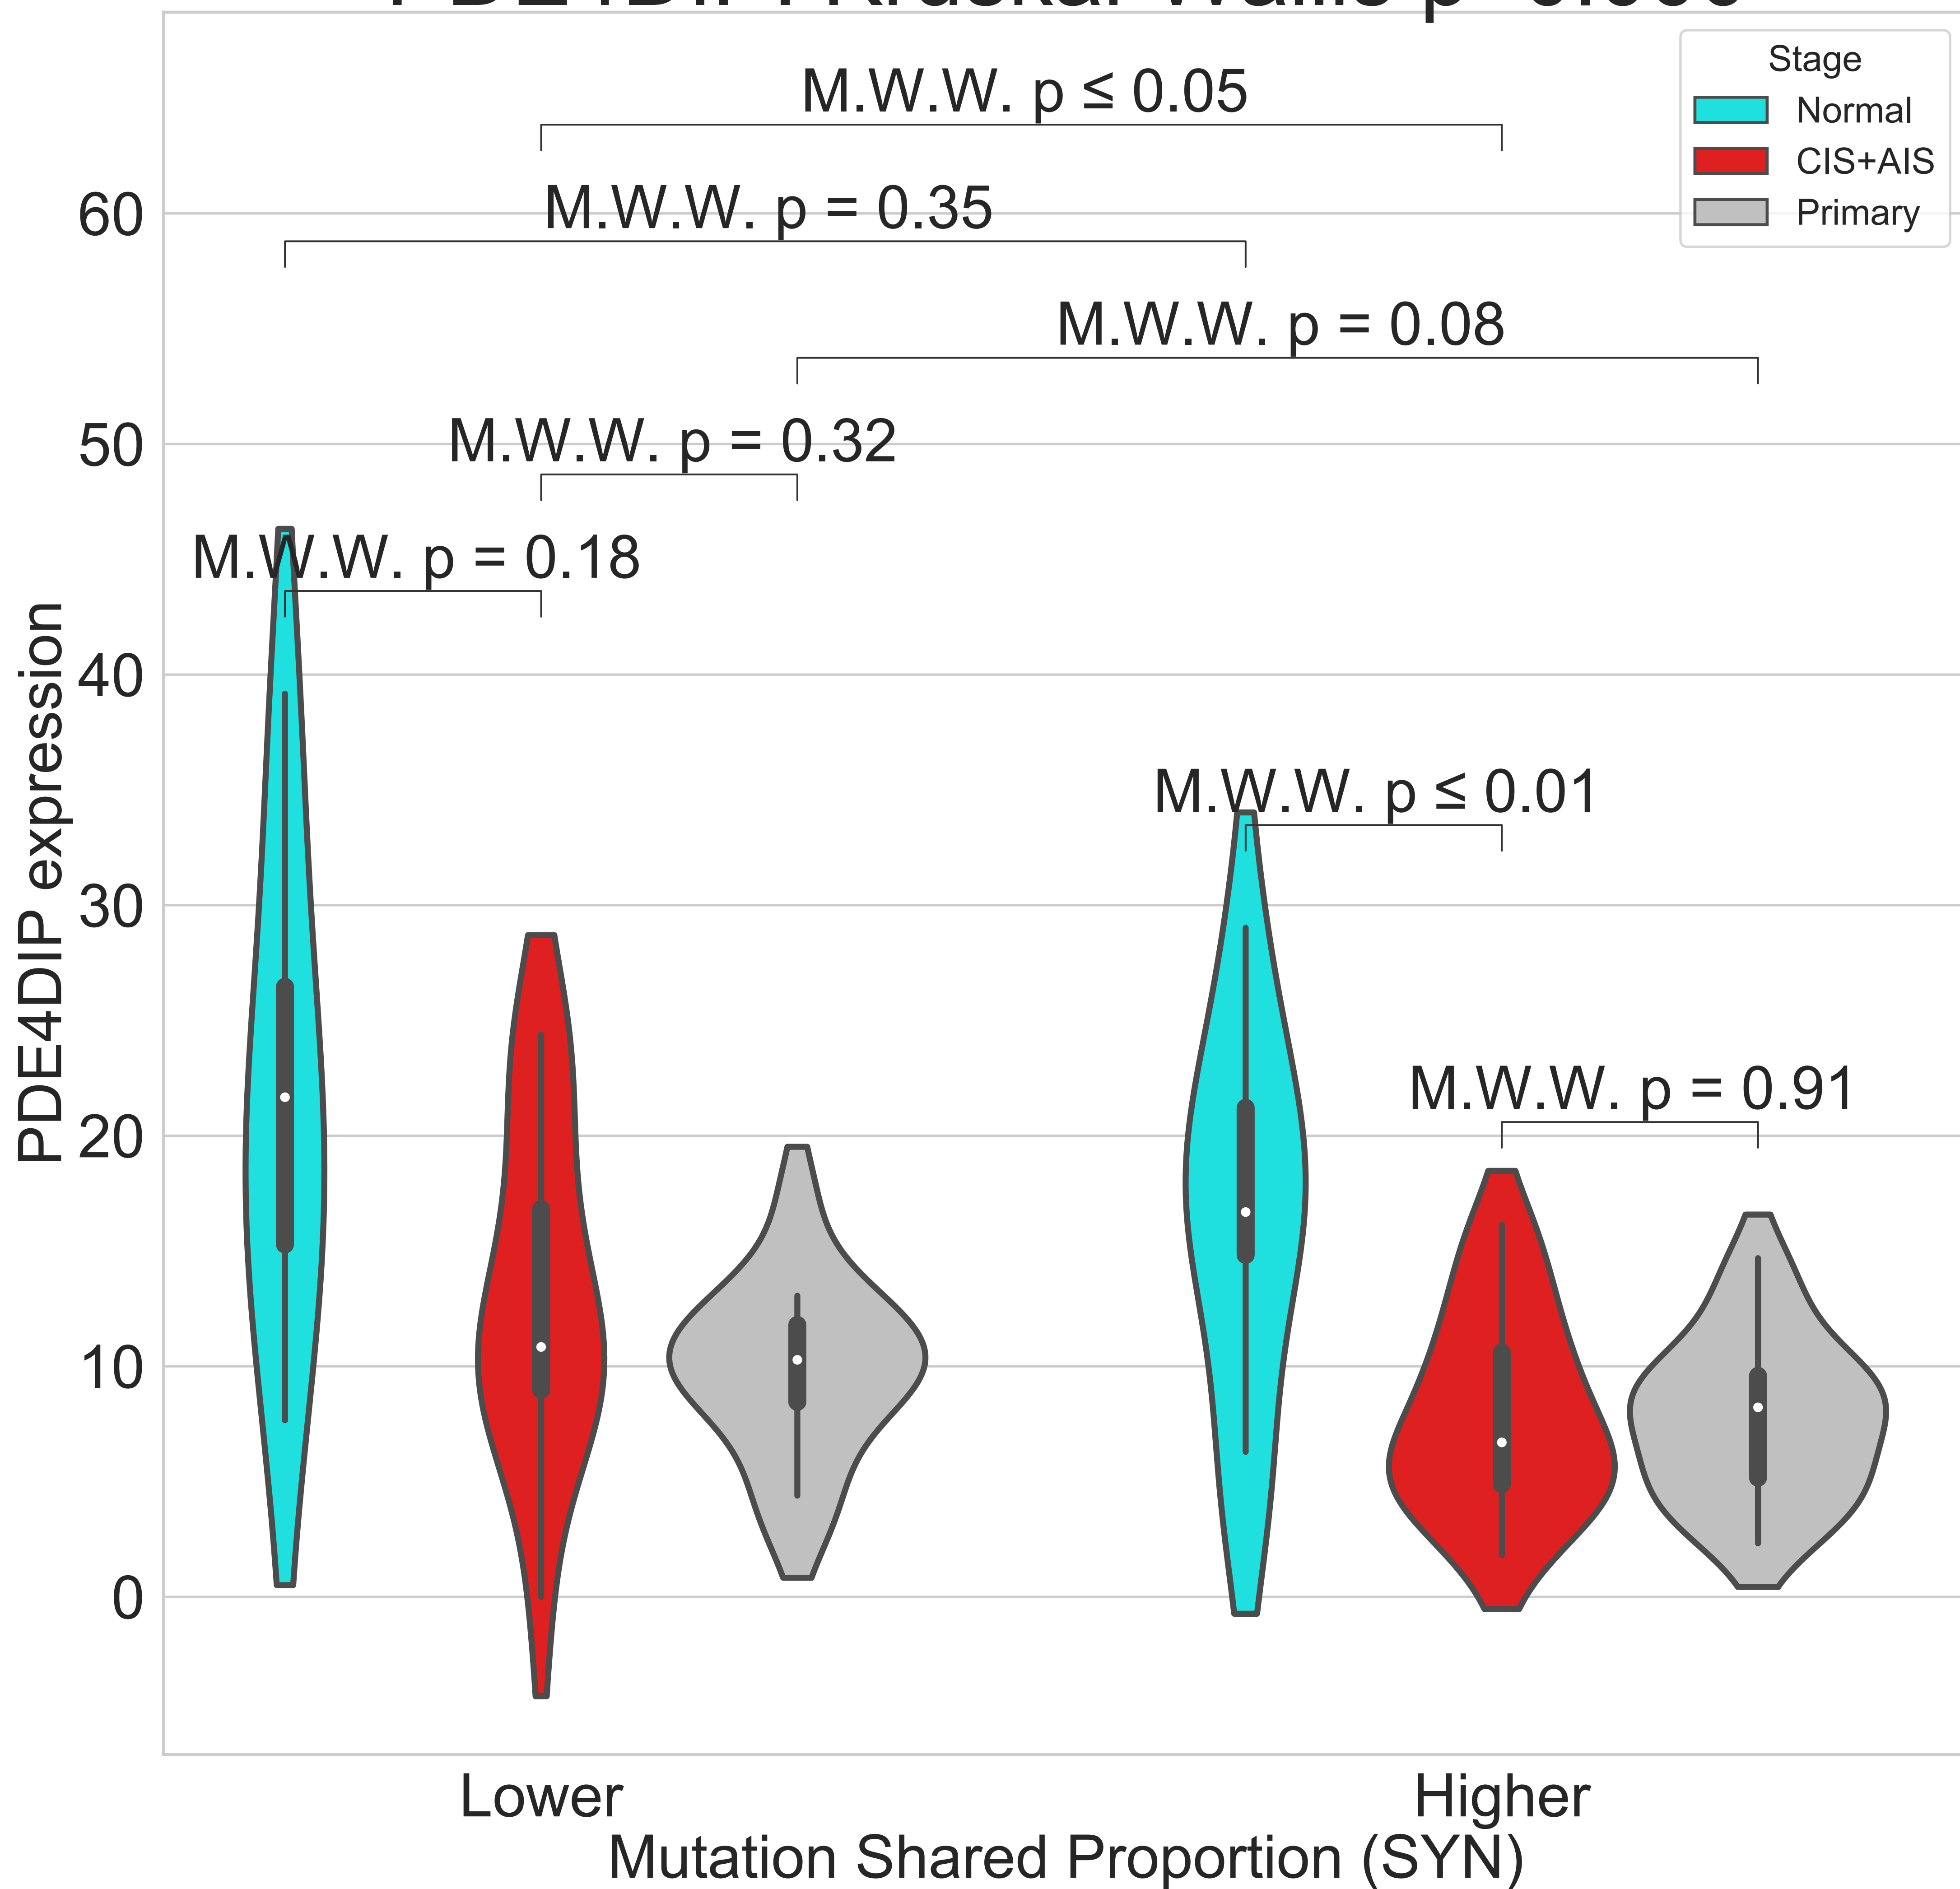 Stage
Normal
CIS+AIS
Primary
M.W.W. p ≤ 0.05
M.W.W. p = 0.35
M.W.W. p = 0.08
M.W.W. p = 0.32
M.W.W. p = 0.18
M.W.W. p ≤ 0.01
M.W.W. p = 0.91
60
50
40
30
20
10
0
PDE4DIP expression
Lower
Higher
Mutation Shared Proportion (SYN)